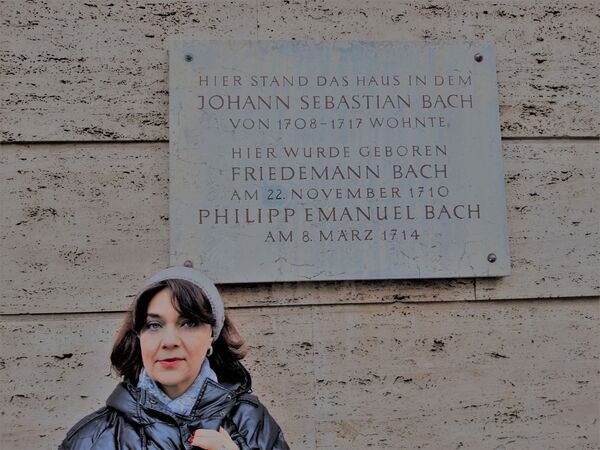 HIER STAND DAS HAUS IN DEM
JOHANN SEBASTIAN BACH
VON 1708-1717 WOHNTE
HIER WURDE GEBOREN
FRIEDEMANN BACH
AM 22. NOVEMBER 1710
PHILIPP EMANUEL BACH
AM 8. MÄRZ 1714